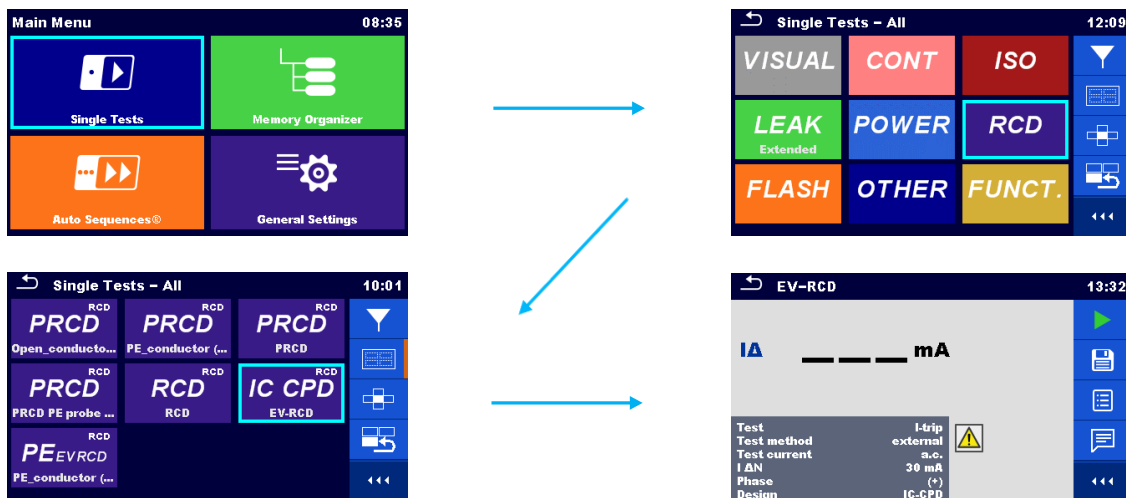 Main Menu 08:35
Single Tests
Memory Organizer
Auto Sequences®
General Settings
Single Tests – All 12:09
VISUAL CONT ISO
LEAK POWER RCD
Extended
FLASH OTHER FUNCT.
Single Tests – All 10:01
RCD RCD RCD
PRCD PRCD PRCD
Open_conducto... PE_conductor (... PRCD
RCD RCD RCD
PRCD RCD IC CPD
PRCD PE probe ... RCD EV-RCD
RCD
PE EVRCD
PE_conductor (...
EV–RCD 13:32
IΔ ___ mA
Test I-trip
Test method external
Test current a.c.
I ΔN 30 mA
Phase (+)
Design IC-CPD